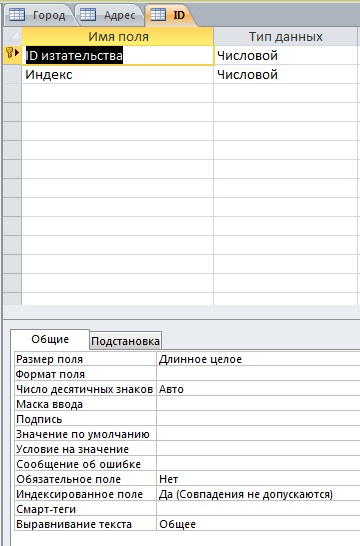 Город Адрес ID
Имя поля Тип данных
ID изтательства Числовой
Индекс Числовой
Общие Подстановка
Размер поля Длинное целое
Формат поля
Число десятичных знаков Авто
Маска ввода
Подпись
Значение по умолчанию
Условие на значение
Сообщение об ошибке
Обязательное поле Нет
Индексированное поле Да (Совпадения не допускаются)
Смарт-теги
Выравнивание текста Общее